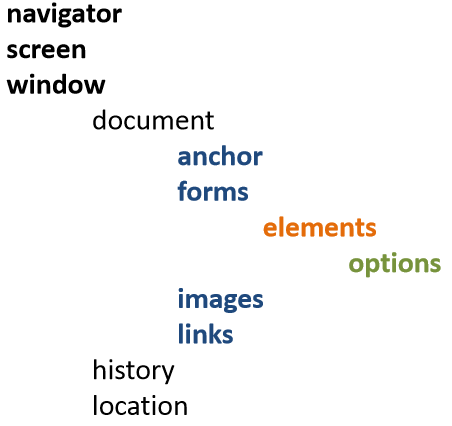 navigator
screen
window
document
anchor
forms
elements
options
images
links
history
location